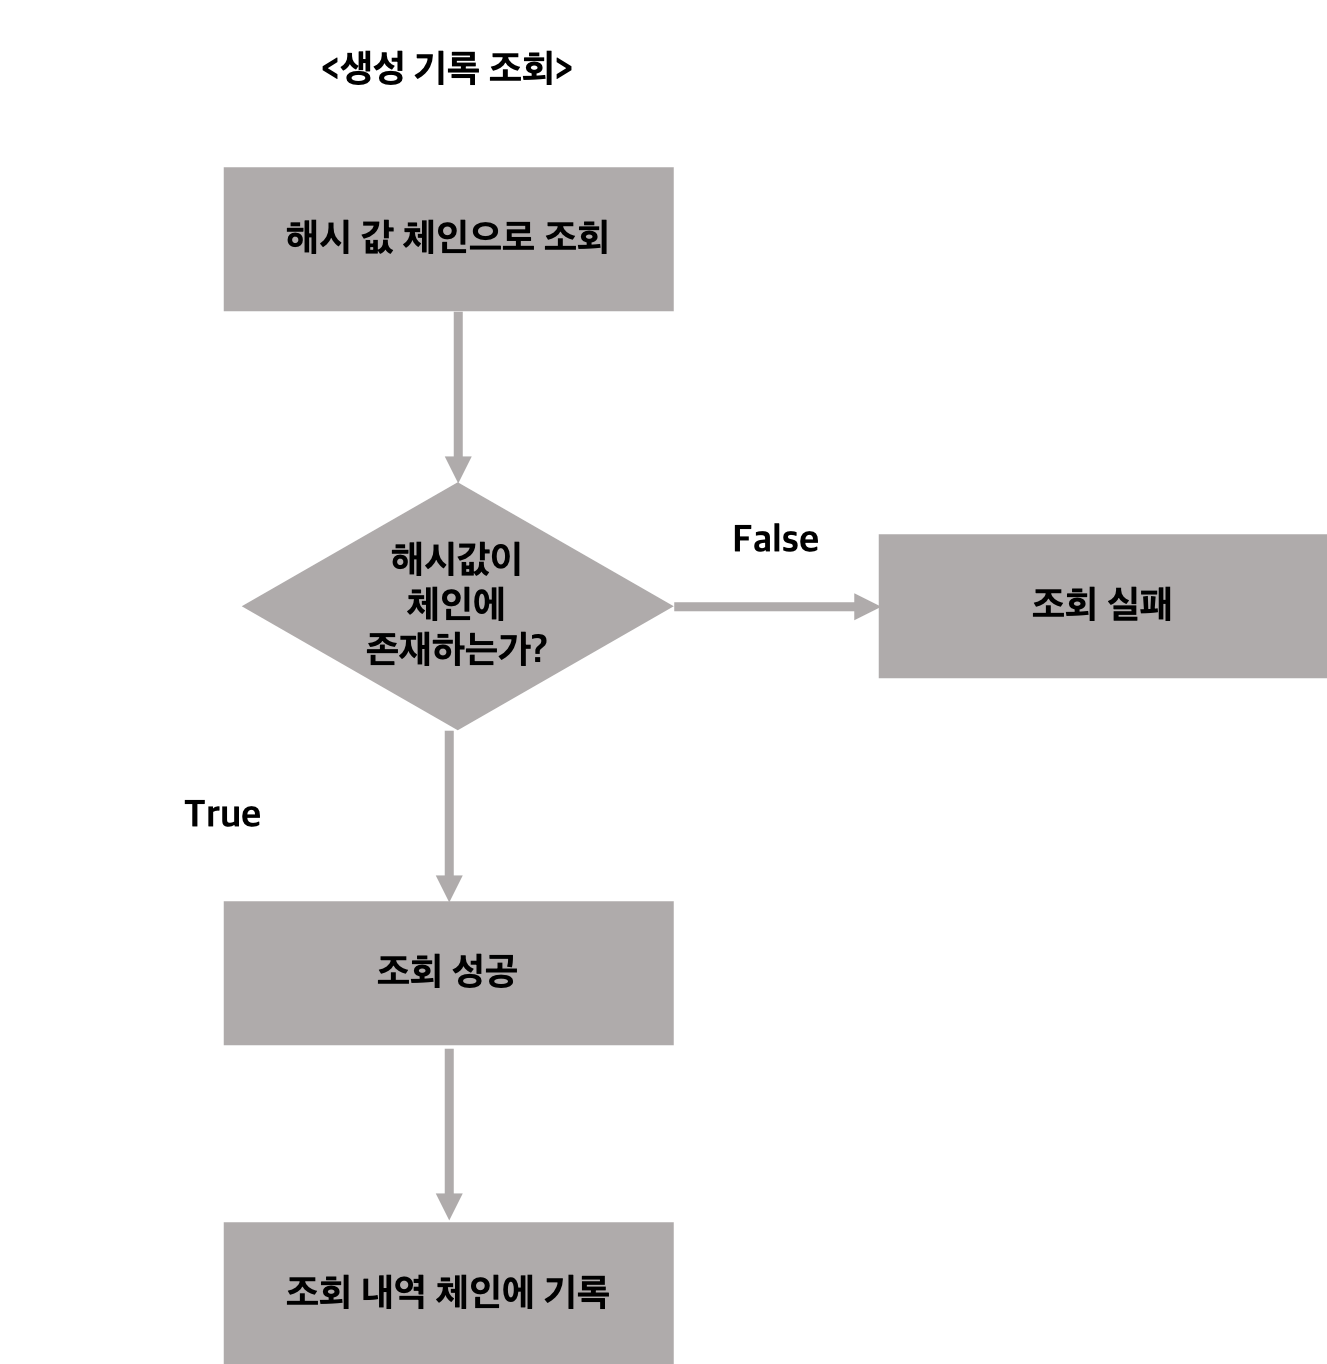 <생성 기록 조회>
해시 값 체인으로 조회
해시값이
체인에
존재하는가?
False
조회 실패
True
조회 성공
조회 내역 체인에 기록